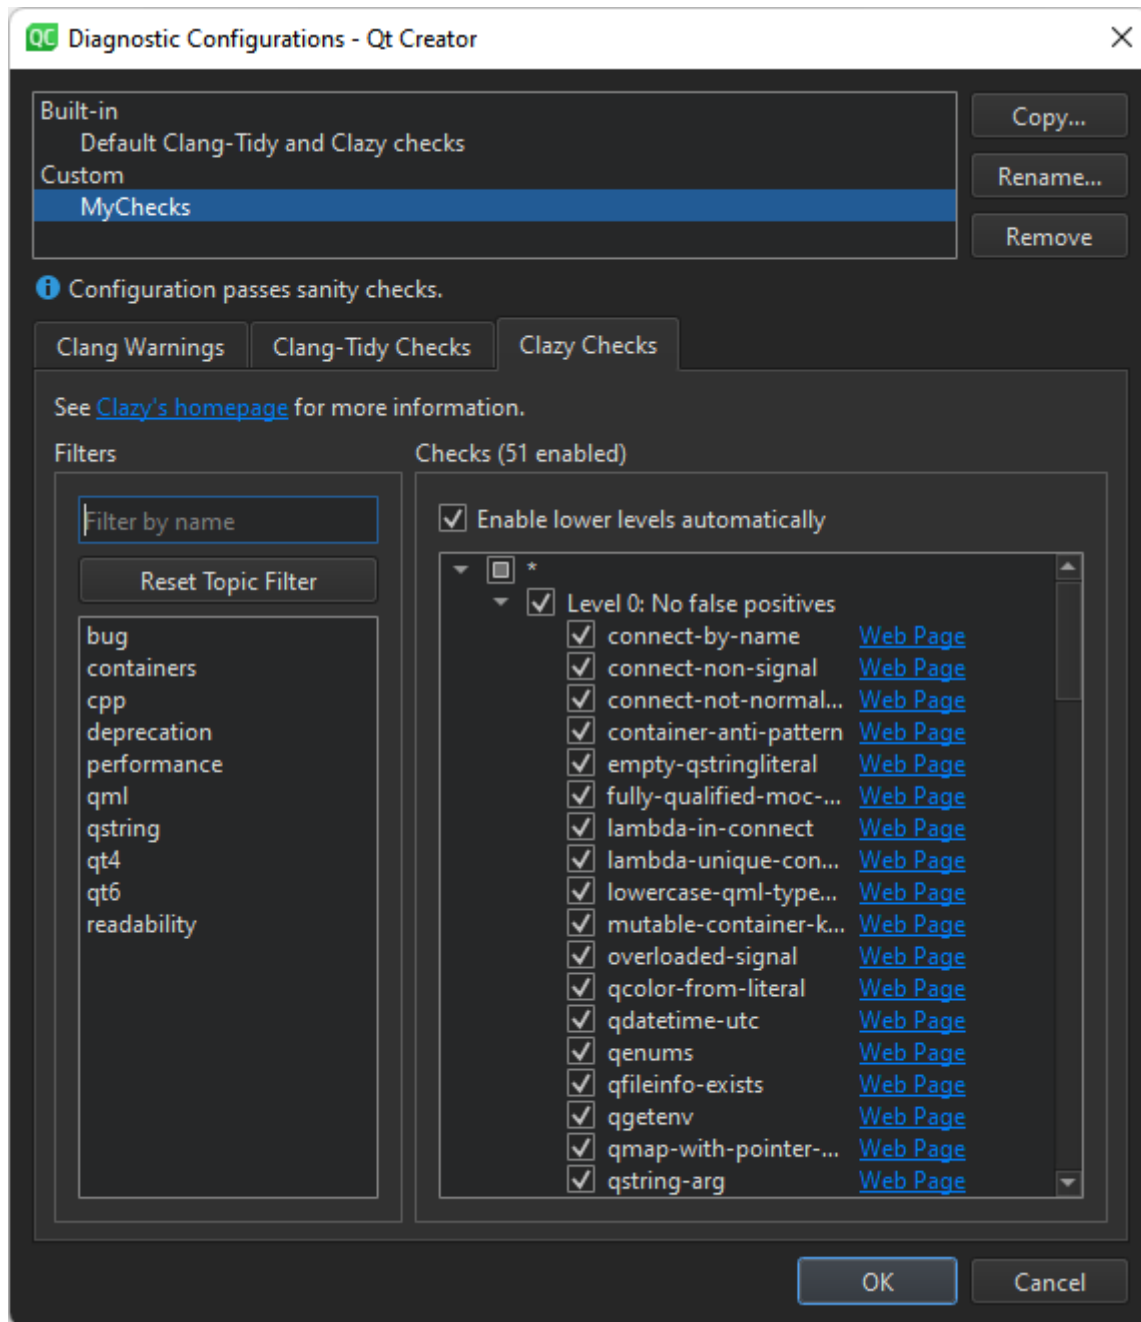 QC Diagnostic Configurations - Qt Creator
Built-in
Default Clang-Tidy and Clazy checks
Custom
MyChecks
Copy...
Rename...
Remove
Configuration passes sanity checks.
Clang Warnings Clang-Tidy Checks Clazy Checks
See Clazy's homepage for more information.
Filters
Filter by name
Reset Topic Filter
bug
containers
cpp
deprecation
performance
qml
qstring
qt4
qt6
readability
Checks (51 enabled)
Enable lower levels automatically
*
Level 0: No false positives
connect-by-name Web Page
connect-non-signal Web Page
connect-not-normal... Web Page
container-anti-pattern Web Page
empty-qstringliteral Web Page
fully-qualified-moc-... Web Page
lambda-in-connect Web Page
lambda-unique-con... Web Page
lowercase-qml-type... Web Page
mutable-container-k... Web Page
overloaded-signal Web Page
qcolor-from-literal Web Page
qdatetime-utc Web Page
qenums Web Page
qfileinfo-exists Web Page
qgetenv Web Page
qmap-with-pointer-... Web Page
qstring-arg Web Page
OK Cancel